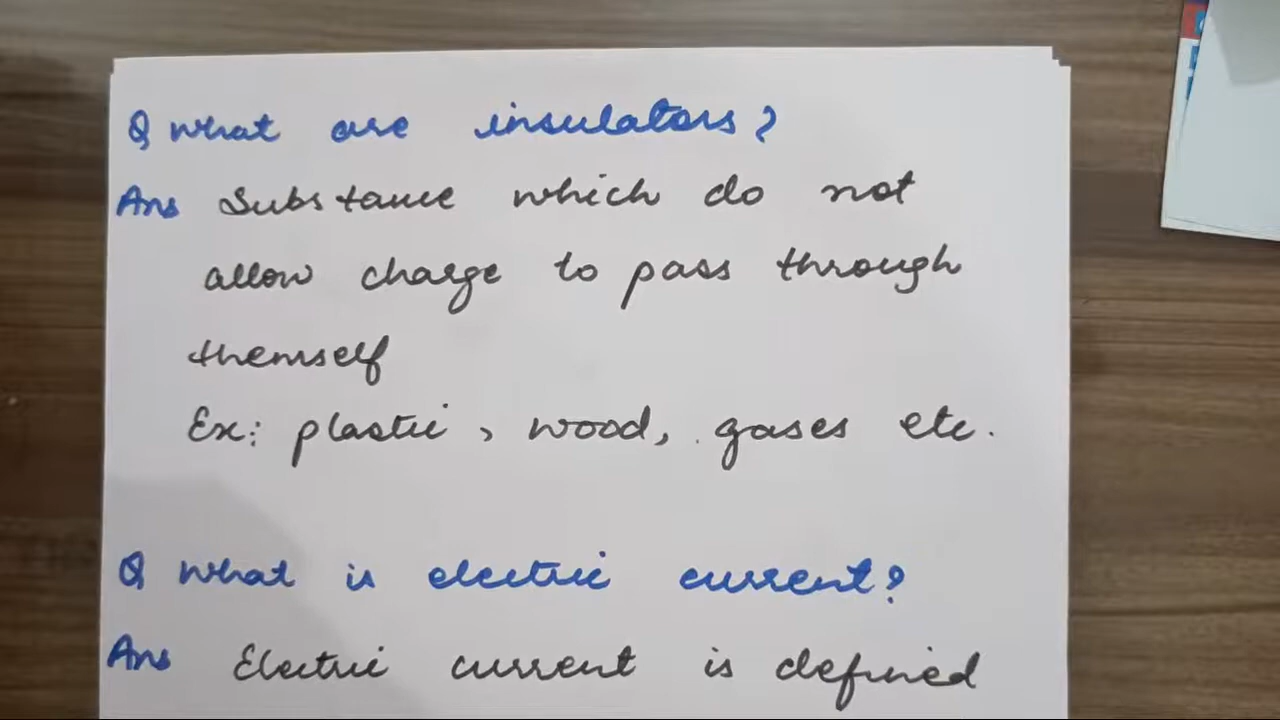 Q What are insulators?
Ans Substance which do not
allow charge to pass through
themself
Ex: plastic, wood, gases etc.
Q What is electric current?
Ans Electric current is defined